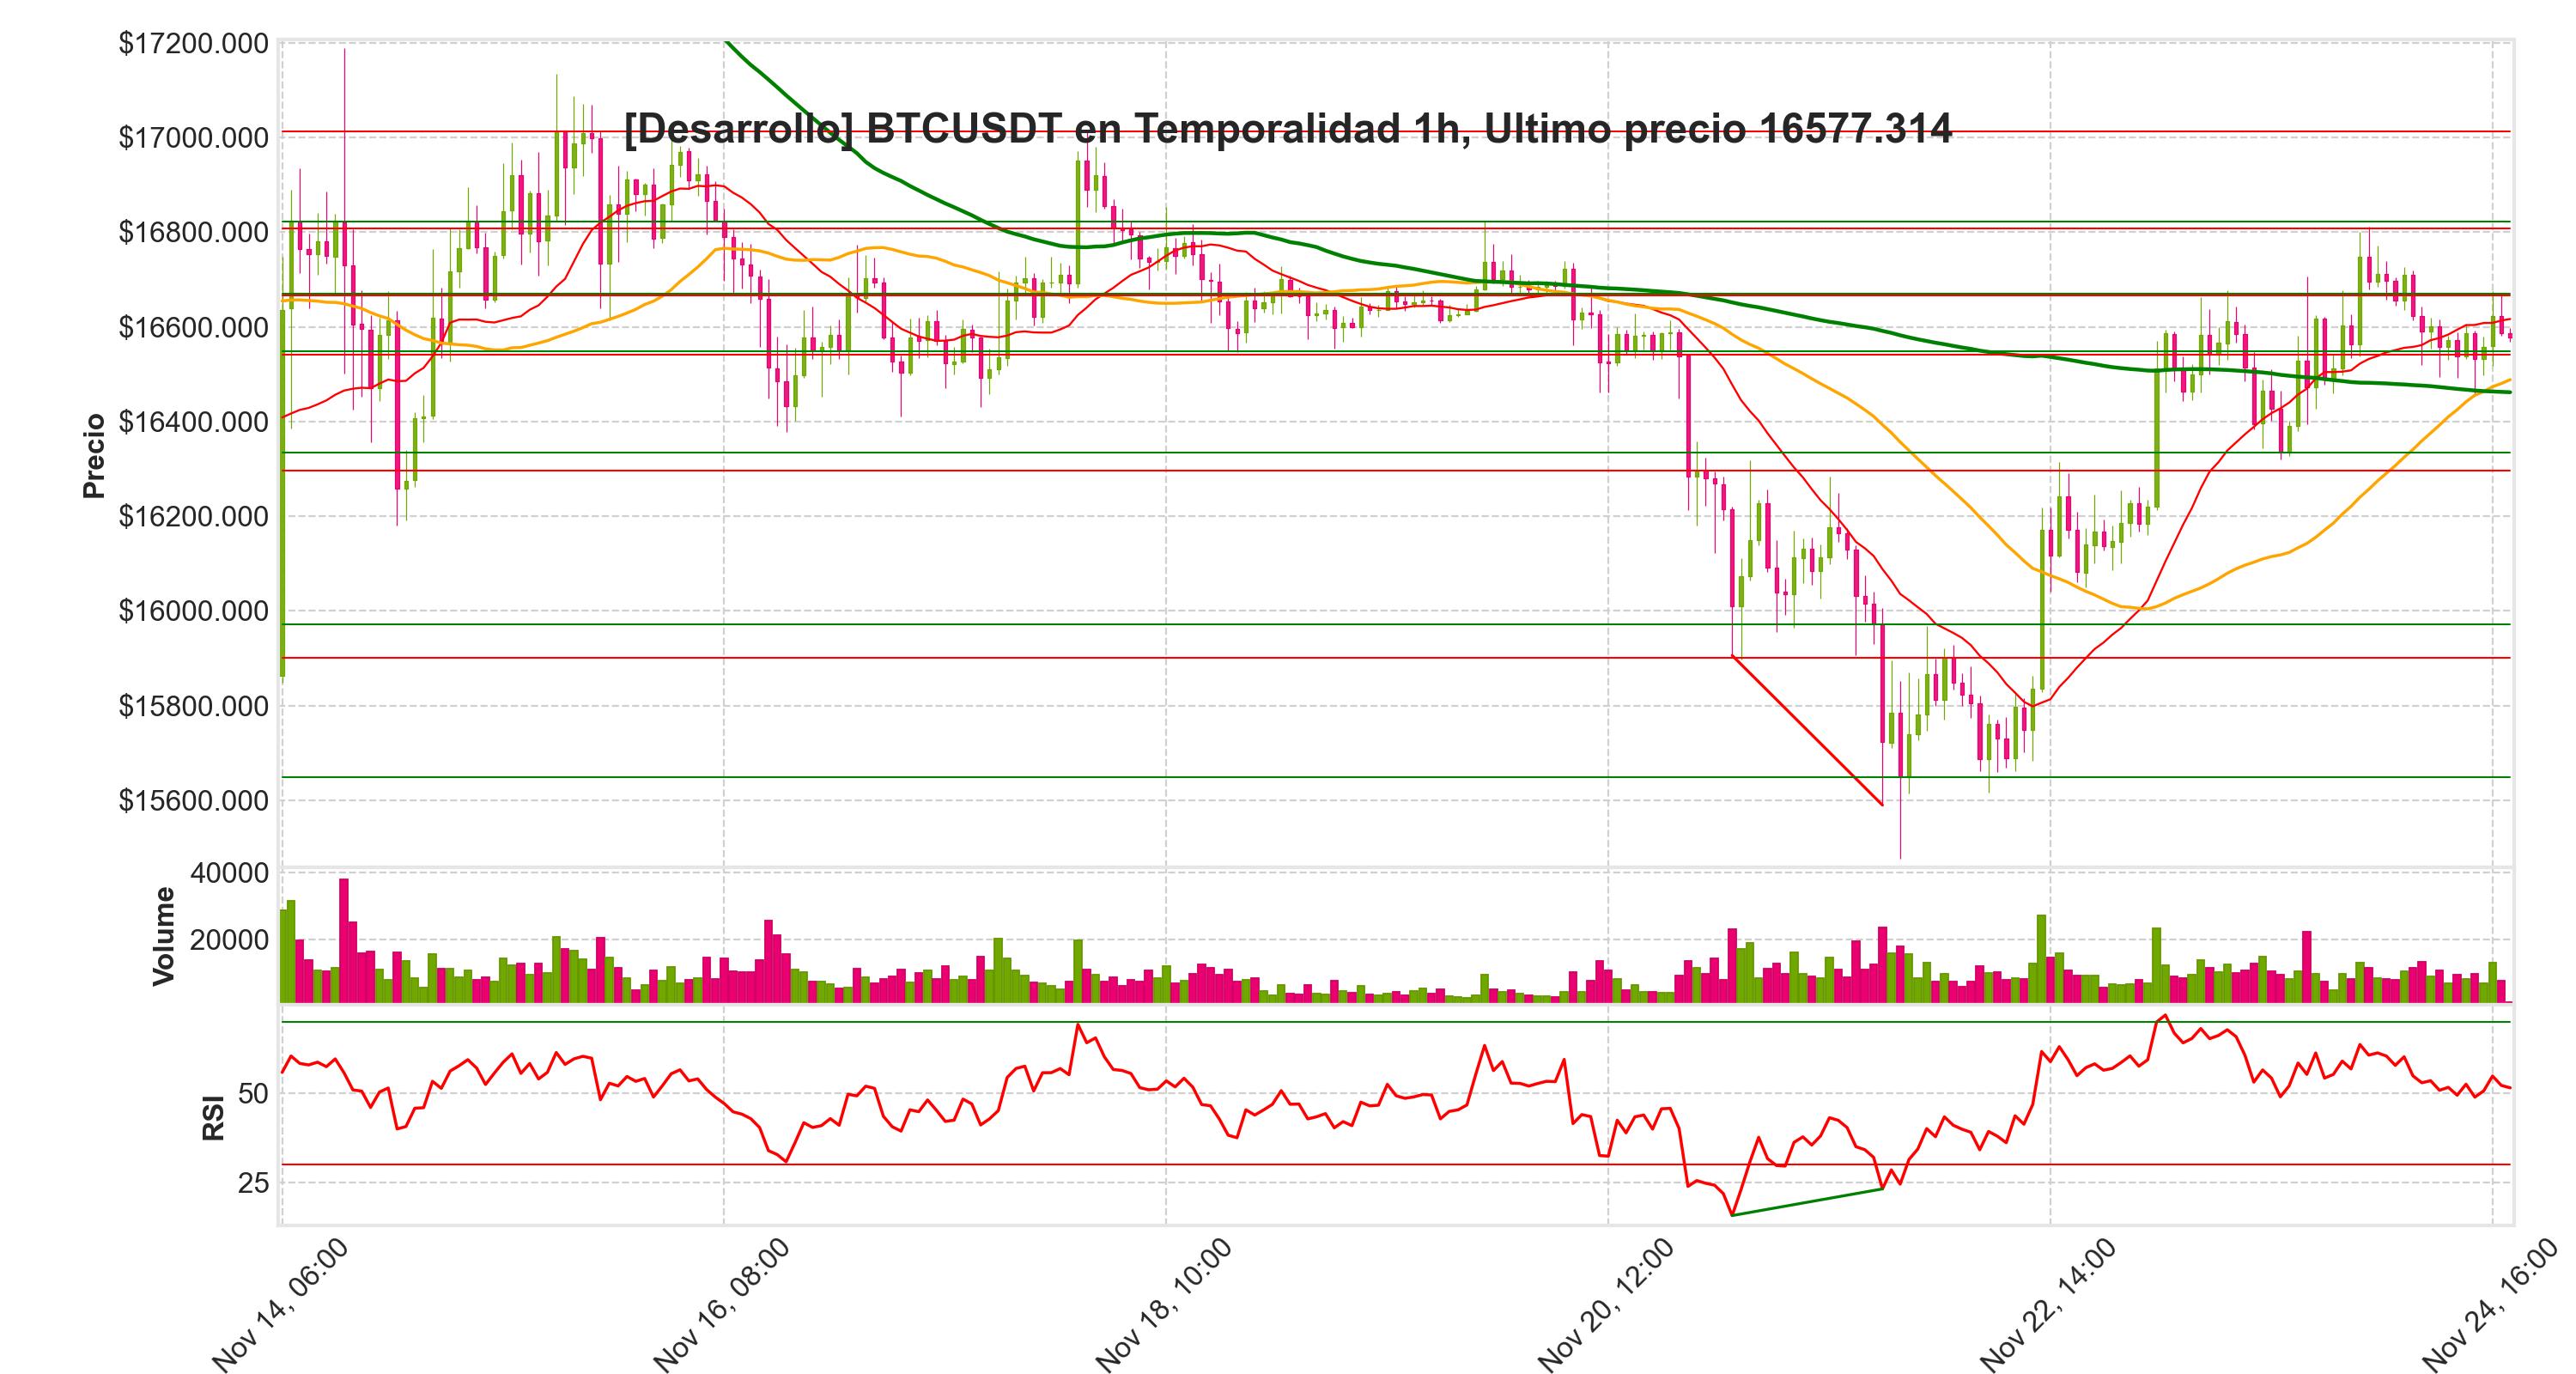 [Desarrollo] BTCUSDT en Temporalidad 1h, Ultimo precio 16577.314
$17200.000
$17000.000
$16800.000
$16600.000
$16400.000
$16200.000
$16000.000
$15800.000
$15600.000
Precio
40000
20000
Volume
50
25
RSI
Nov 14, 06:00
Nov 16, 08:00
Nov 18, 10:00
Nov 20, 12:00
Nov 22, 14:00
Nov 24, 16:00